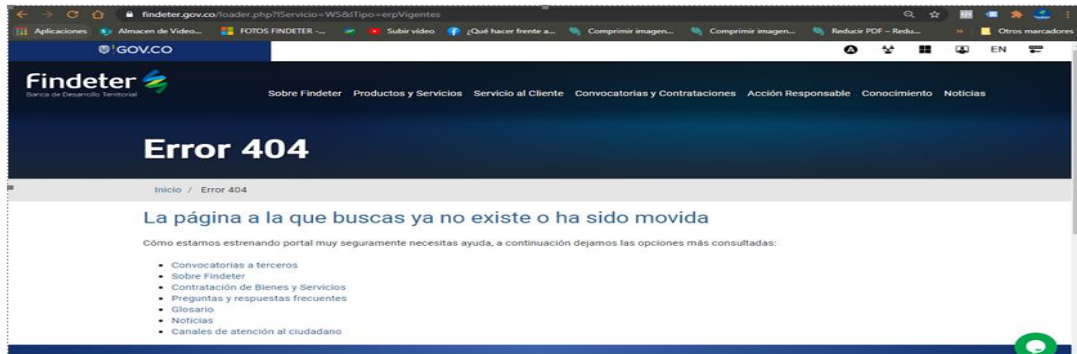 findeter.gov.co/loader.php?lServicio=WS&lTipo=erpVigentes
Aplicaciones Almacen de Video... FOTOS FINDETER -... Subir vídeo ¿Qué hacer frente a... Comprimir imagen... Comprimir imagen... Reducir PDF – Redu... » Otros marcadores
GOV.CO A EN
Findeter
Banca de Desarrollo Territorial
Sobre Findeter Productos y Servicios Servicio al Cliente Convocatorias y Contrataciones Acción Responsable Conocimiento Noticias
Error 404
Inicio / Error 404
La página a la que buscas ya no existe o ha sido movida
Cómo estamos estrenando portal muy seguramente necesitas ayuda, a continuación dejamos las opciones más consultadas:
Convocatorias a terceros
Sobre Findeter
Contratación de Bienes y Servicios
Preguntas y respuestas frecuentes
Glosario
Noticias
Canales de atención al ciudadano